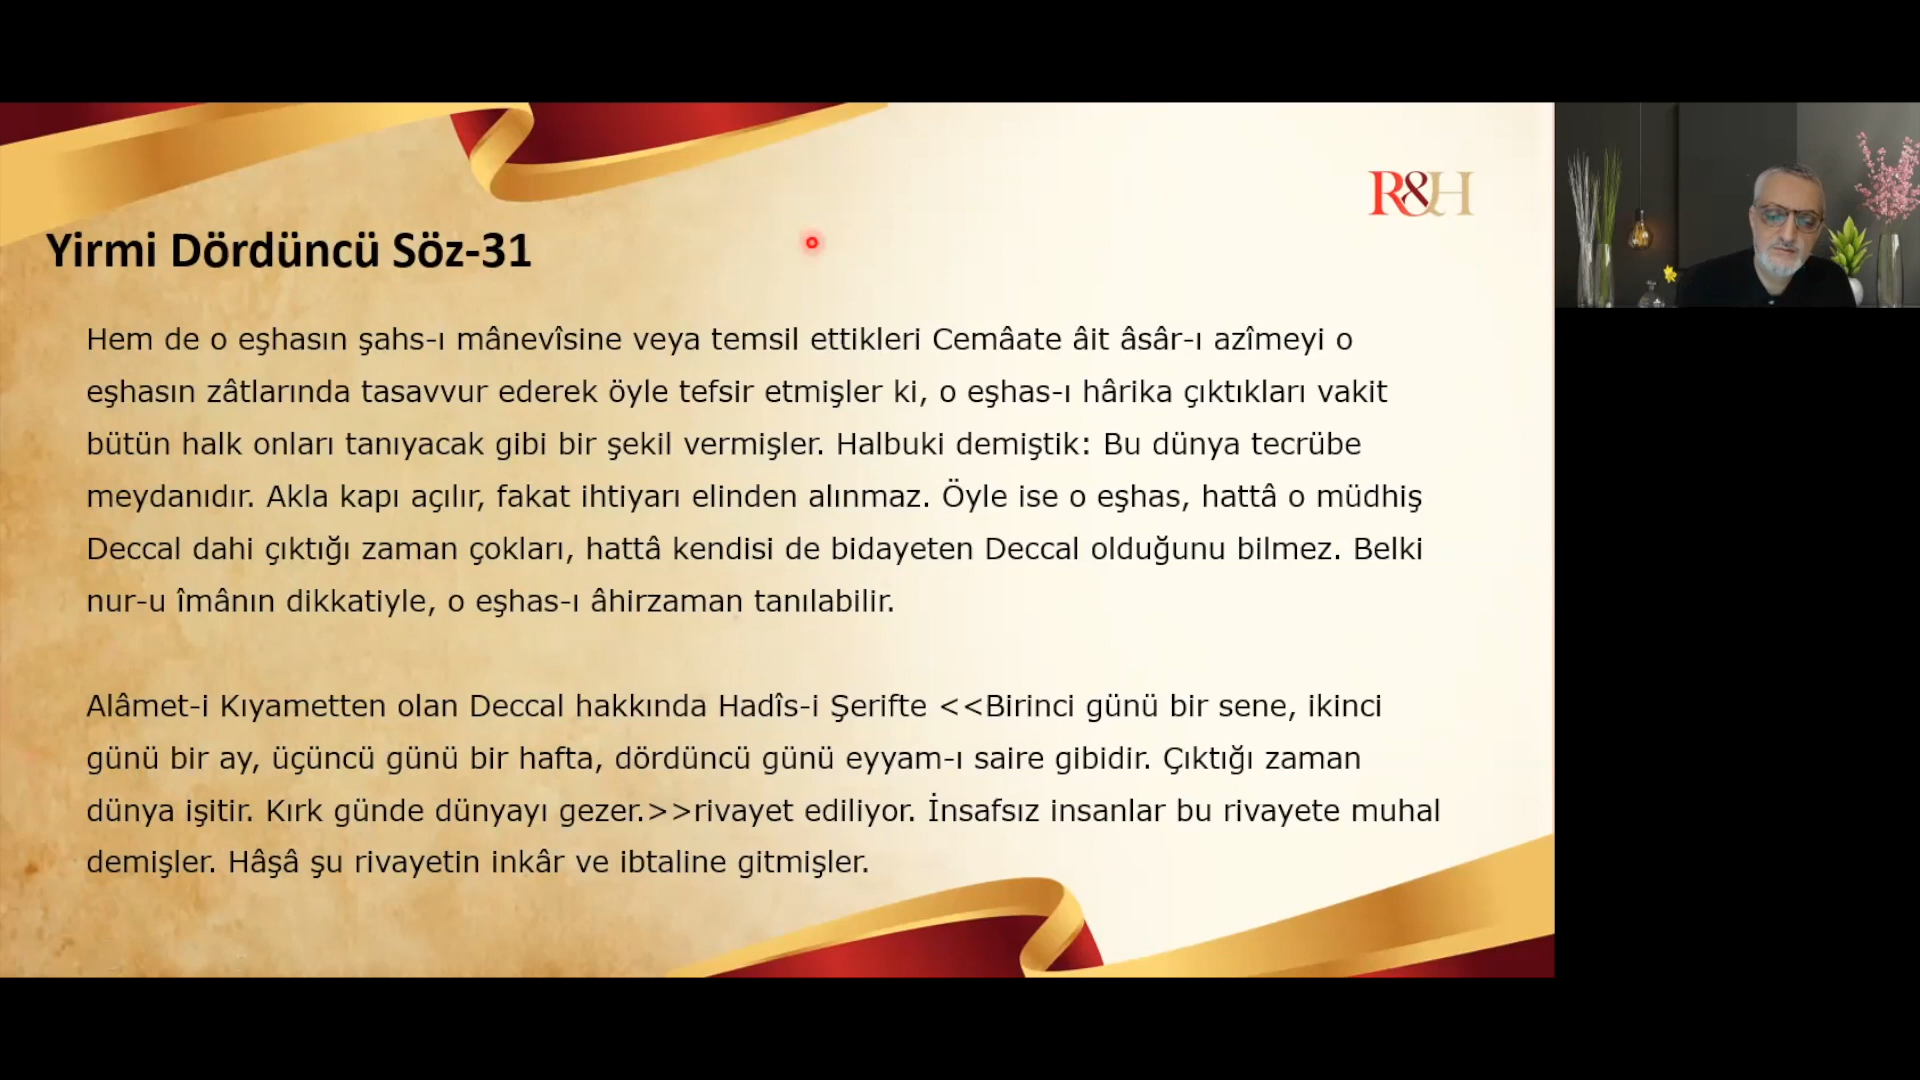 R&H
Yirmi Dördüncü Söz-31
Hem de o eşhasın şahs-ı mânevîsine veya temsil ettikleri Cemâate âit âsâr-ı azîmeyi o
eşhasın zâtlarında tasavvur ederek öyle tefsir etmişler ki, o eşhas-ı hârika çıktıkları vakit
bütün halk onları tanıyacak gibi bir şekil vermişler. Halbuki demiştik: Bu dünya tecrübe
meydanıdır. Akla kapı açılır, fakat ihtiyarı elinden alınmaz. Öyle ise o eşhas, hattâ o müdhiş
Deccal dahi çıktığı zaman çokları, hattâ kendisi de bidayeten Deccal olduğunu bilmez. Belki
nur-u îmânın dikkatiyle, o eşhas-ı âhirzaman tanılabilir.
Alâmet-i Kıyametten olan Deccal hakkında Hadîs-i Şerifte <<Birinci günü bir sene, ikinci
günü bir ay, üçüncü günü bir hafta, dördüncü günü eyyam-ı saire gibidir. Çıktığı zaman
dünya işitir. Kırk günde dünyayı gezer.>>rivayet ediliyor. İnsafsız insanlar bu rivayete muhal
demişler. Hâşâ şu rivayetin inkâr ve ibtaline gitmişler.